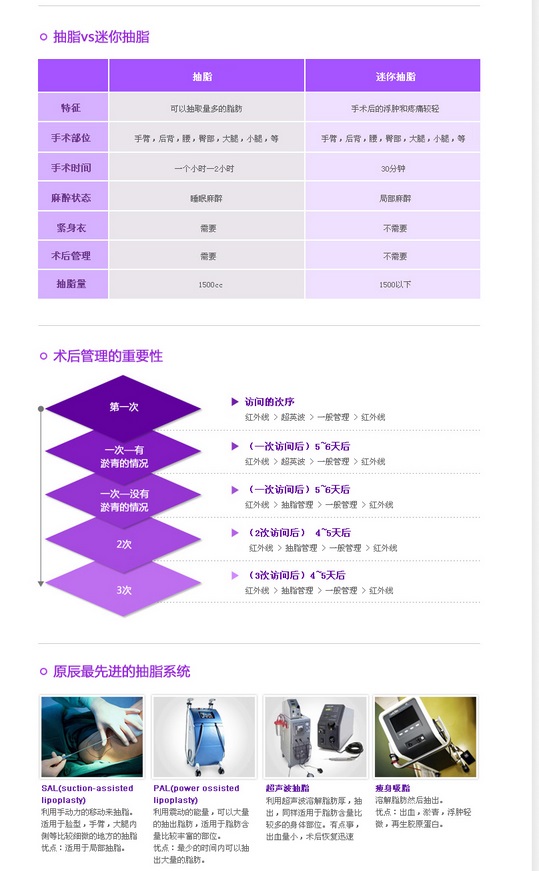 抽脂vs迷你抽脂
抽脂 迷你抽脂
特征 可以抽取量多的脂肪 手术后的浮肿和疼痛较轻
手术部位 手臂，后背，腰，臀部，大腿，小腿，等 手臂，后背，腰，臀部，大腿，小腿，等
手术时间 一个小时—2小时 30分钟
麻醉状态 睡眠麻醉 局部麻醉
紧身衣 需要 不需要
术后管理 需要 不需要
抽脂量 1500cc 1500以下
术后管理的重要性
第一次
▶ 访问的次序
红外线 > 超英波 > 一般管理 > 红外线
一次—有
淤青的情况
▶ （一次访问后）5~6天后
红外线 > 超英波 > 一般管理 > 红外线
一次—没有
淤青的情况
▶ （一次访问后）5~6天后
红外线 > 抽脂管理 > 一般管理 > 红外线
2次
▶ （2次访问后） 4~5天后
红外线 > 抽脂管理 > 一般管理 > 红外线
3次
▶ （3次访问后）4~5天后
红外线 > 抽脂管理 > 一般管理 > 红外线
原辰最先进的抽脂系统
SAL(suction-assisted
lipoplasty)
利用手动力的移动来抽脂。
适于脸型，手臂，大腿内
侧等比较细微的地方的抽脂
优点：适用于局部抽脂。
PAL(power ossisted
lipoplasty)
利用震动的能量，可以大量
的抽出脂肪，适用于脂肪含
量比较丰富的部位。
优点：最少的时间内可以抽
出大量的脂肪。
超声波抽脂
利用超声波溶解脂肪厚，抽
出，同样适用于脂肪含量比
较多的身体部位。有点事，
出血量小，术后恢复迅速
瘦身吸脂
溶解脂肪然后抽出。
优点：出血，淤青，浮肿轻
微，再生胶原蛋白。